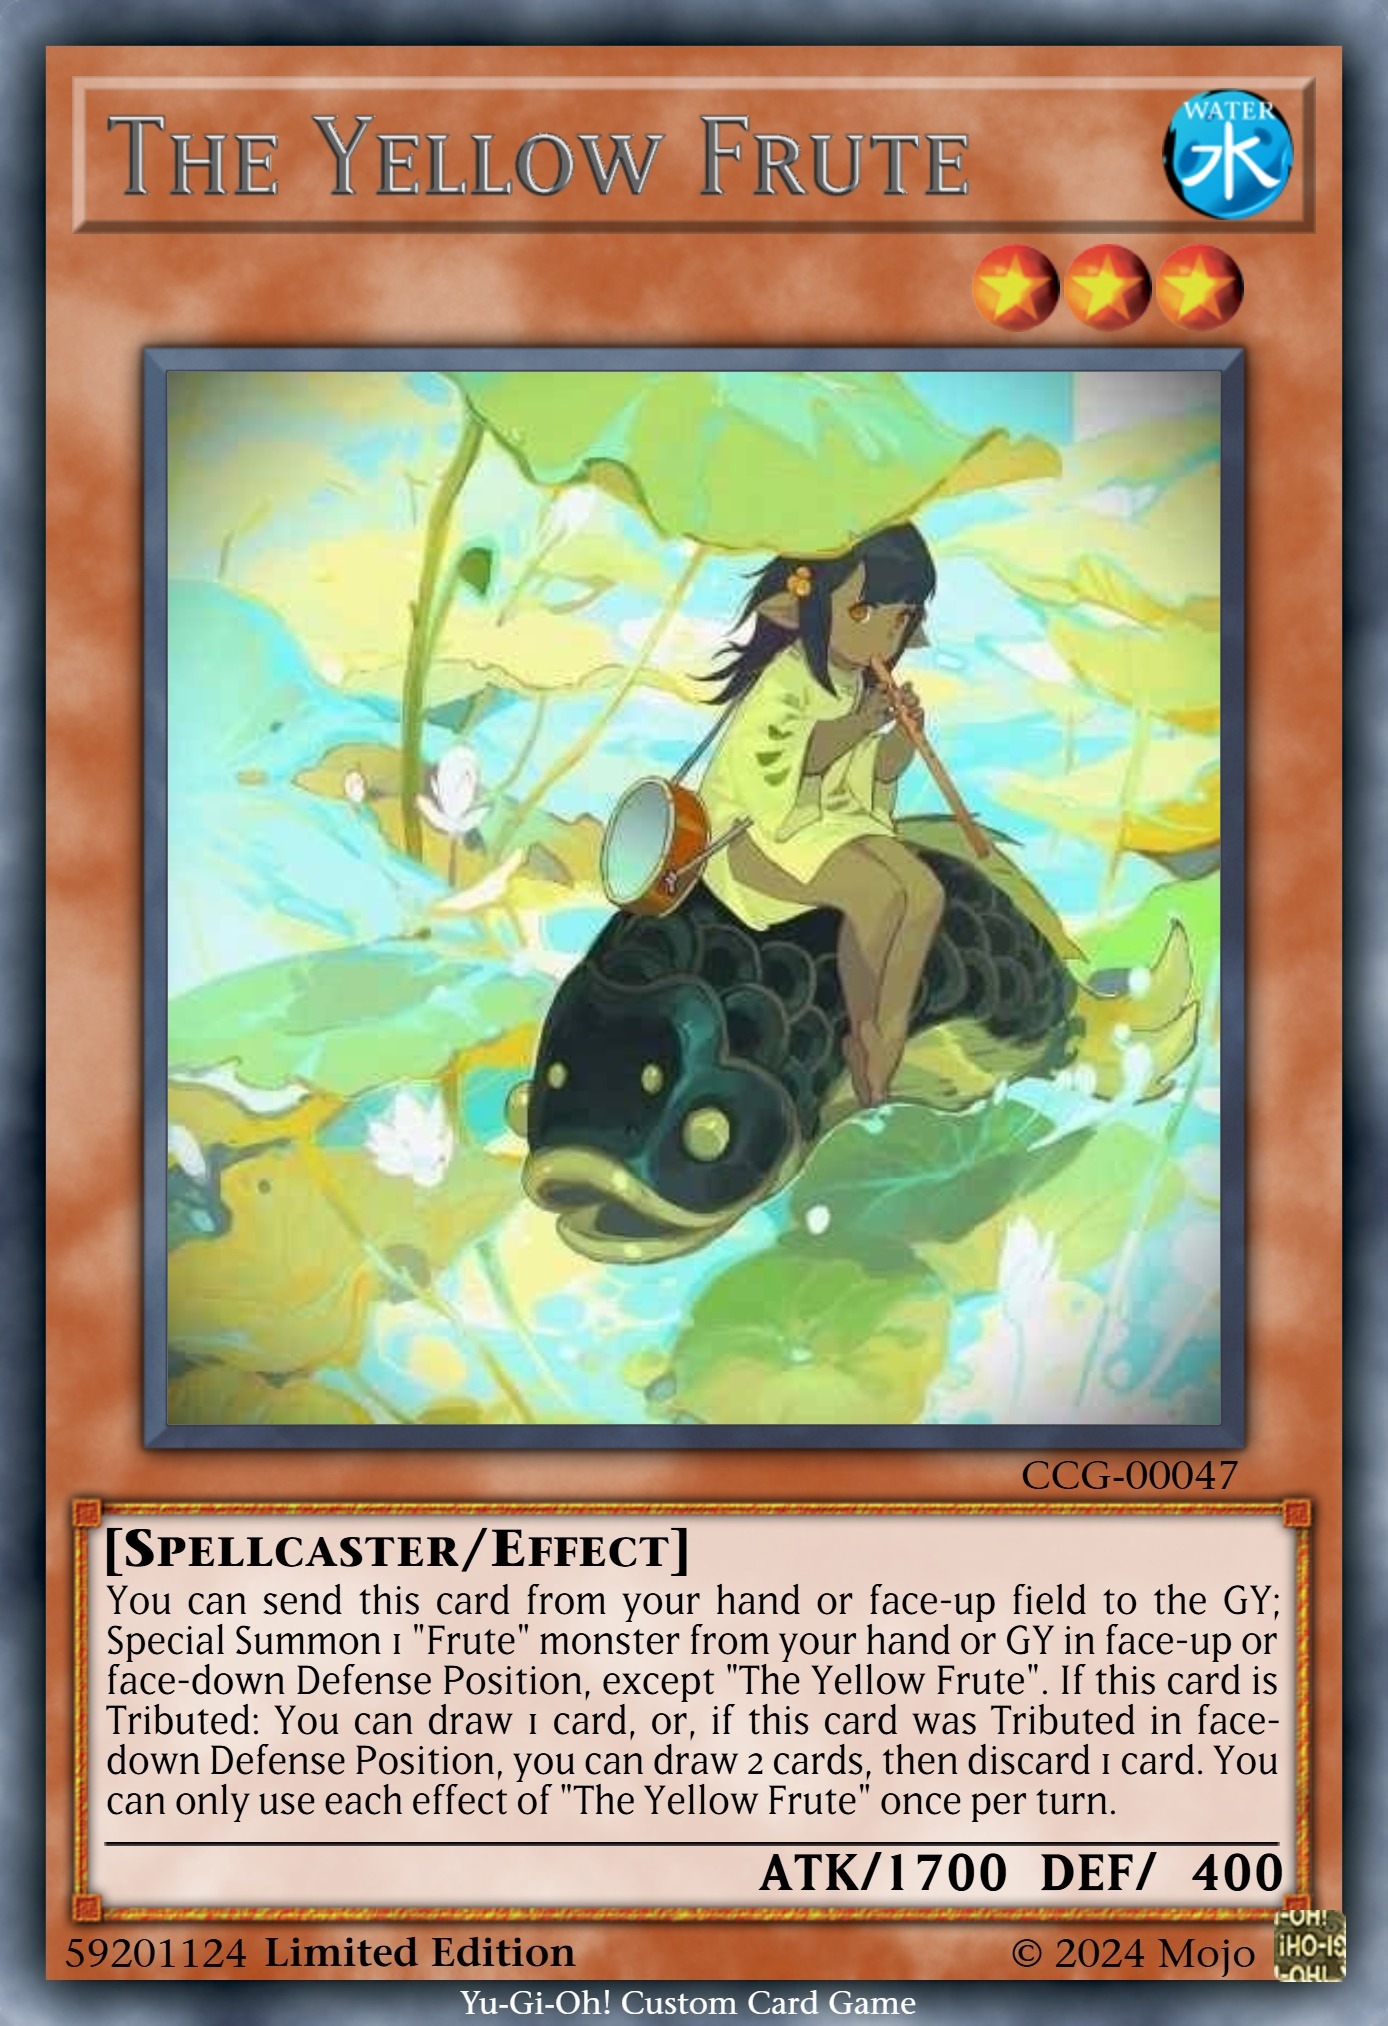 The Yellow Frute
WATER
水
CCG-00047
[Spellcaster/Effect]
You can send this card from your hand or face-up field to the GY;
Special Summon 1 "Frute" monster from your hand or GY in face-up or
face-down Defense Position, except "The Yellow Frute". If this card is
Tributed: You can draw 1 card, or, if this card was Tributed in face-
down Defense Position, you can draw 2 cards, then discard 1 card. You
can only use each effect of "The Yellow Frute" once per turn.
ATK/1700 DEF/ 400
59201124 Limited Edition
© 2024 Mojo
Yu-Gi-Oh! Custom Card Game